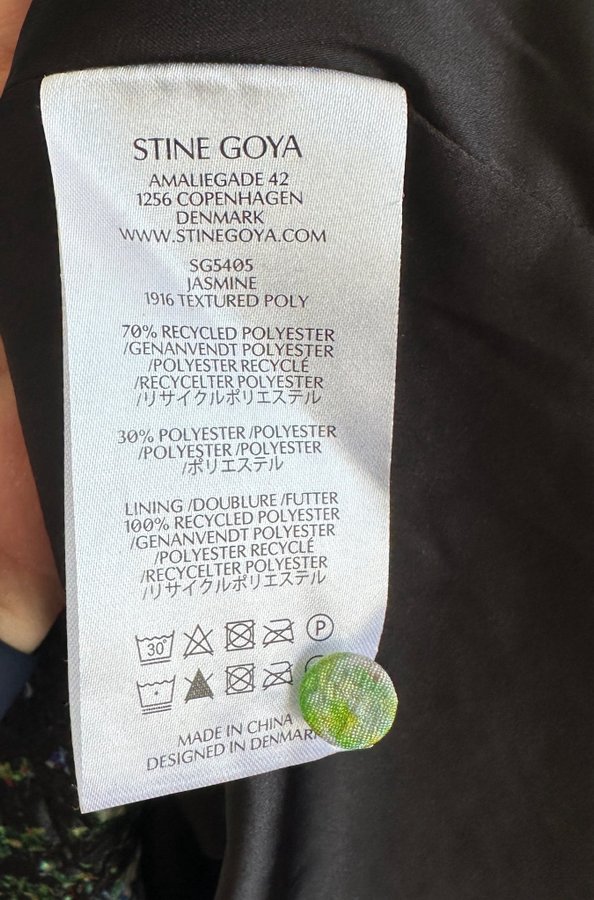 STINE GOYA
AMALIEGADE 42
1256 COPENHAGEN
DENMARK
WWW.STINEGOYA.COM
SG5405
JASMINE
1916 TEXTURED POLY
70% RECYCLED POLYESTER
/GENANVENDT POLYESTER
/POLYESTER RECYCLÉ
/RECYCELTER POLYESTER
/リサイクルポリエステル
30% POLYESTER /POLYESTER
/POLYESTER /POLYESTER
/ポリエステル
LINING /DOUBLURE /FUTTER
100% RECYCLED POLYESTER
/GENANVENDT POLYESTER
/POLYESTER RECYCLÉ
/RECYCELTER POLYESTER
/リサイクルポリエステル
30° P
MADE IN CHINA
DESIGNED IN DENMARK